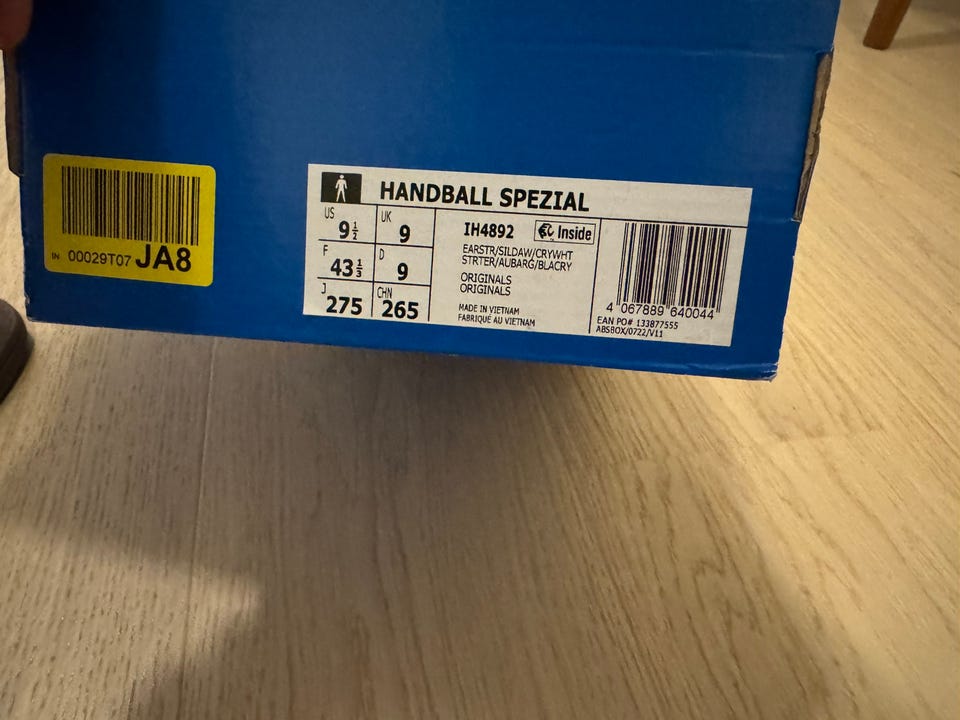 IN 00029T07 JA8
HANDBALL SPEZIAL
US 9 1/2 UK 9
F 43 1/3 D 9
J 275 CHN 265
IH4892 Inside
EARSTR/SILDAW/CRYWHT
STRTER/AUBARG/BLACRY
ORIGINALS
ORIGINALS
MADE IN VIETNAM
FABRIQUÉ AU VIETNAM
4 067889 640044
EAN PO# 133877555
ABSBOX/0722/V11